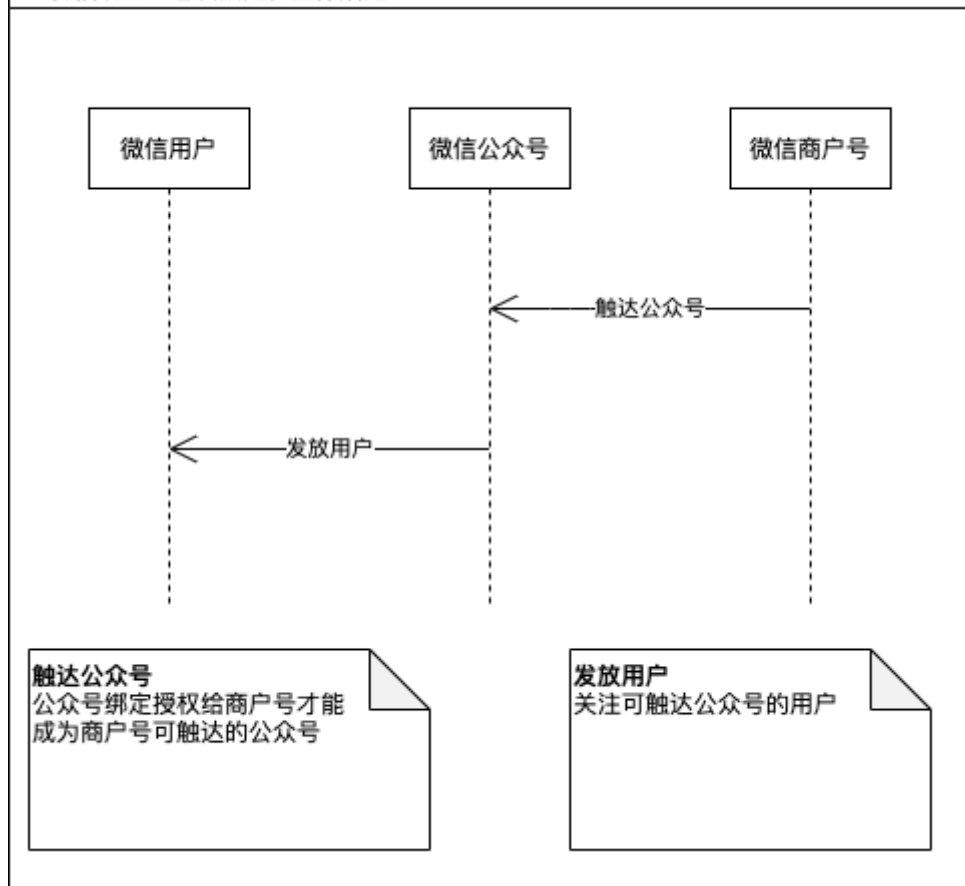 微信用户
微信公众号
微信商户号
触达公众号
发放用户
触达公众号
公众号绑定授权给商户号才能
成为商户号可触达的公众号
发放用户
关注可触达公众号的用户